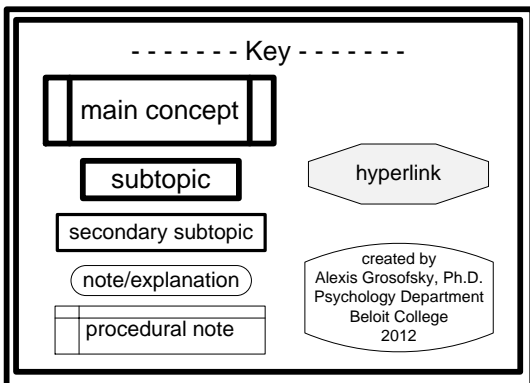 - - - - - - - Key - - - - - - -
main concept
subtopic
secondary subtopic
note/explanation
procedural note
hyperlink
created by
Alexis Grosofsky, Ph.D.
Psychology Department
Beloit College
2012